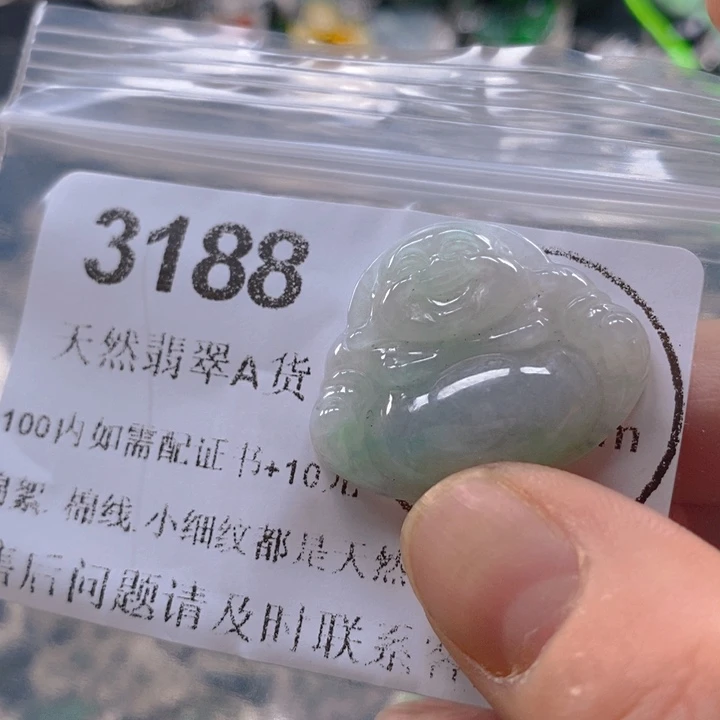 3188
天然翡翠A货
100内如需配证书+10元
絮 棉线 小细纹都是天然
售后问题请及时联系客